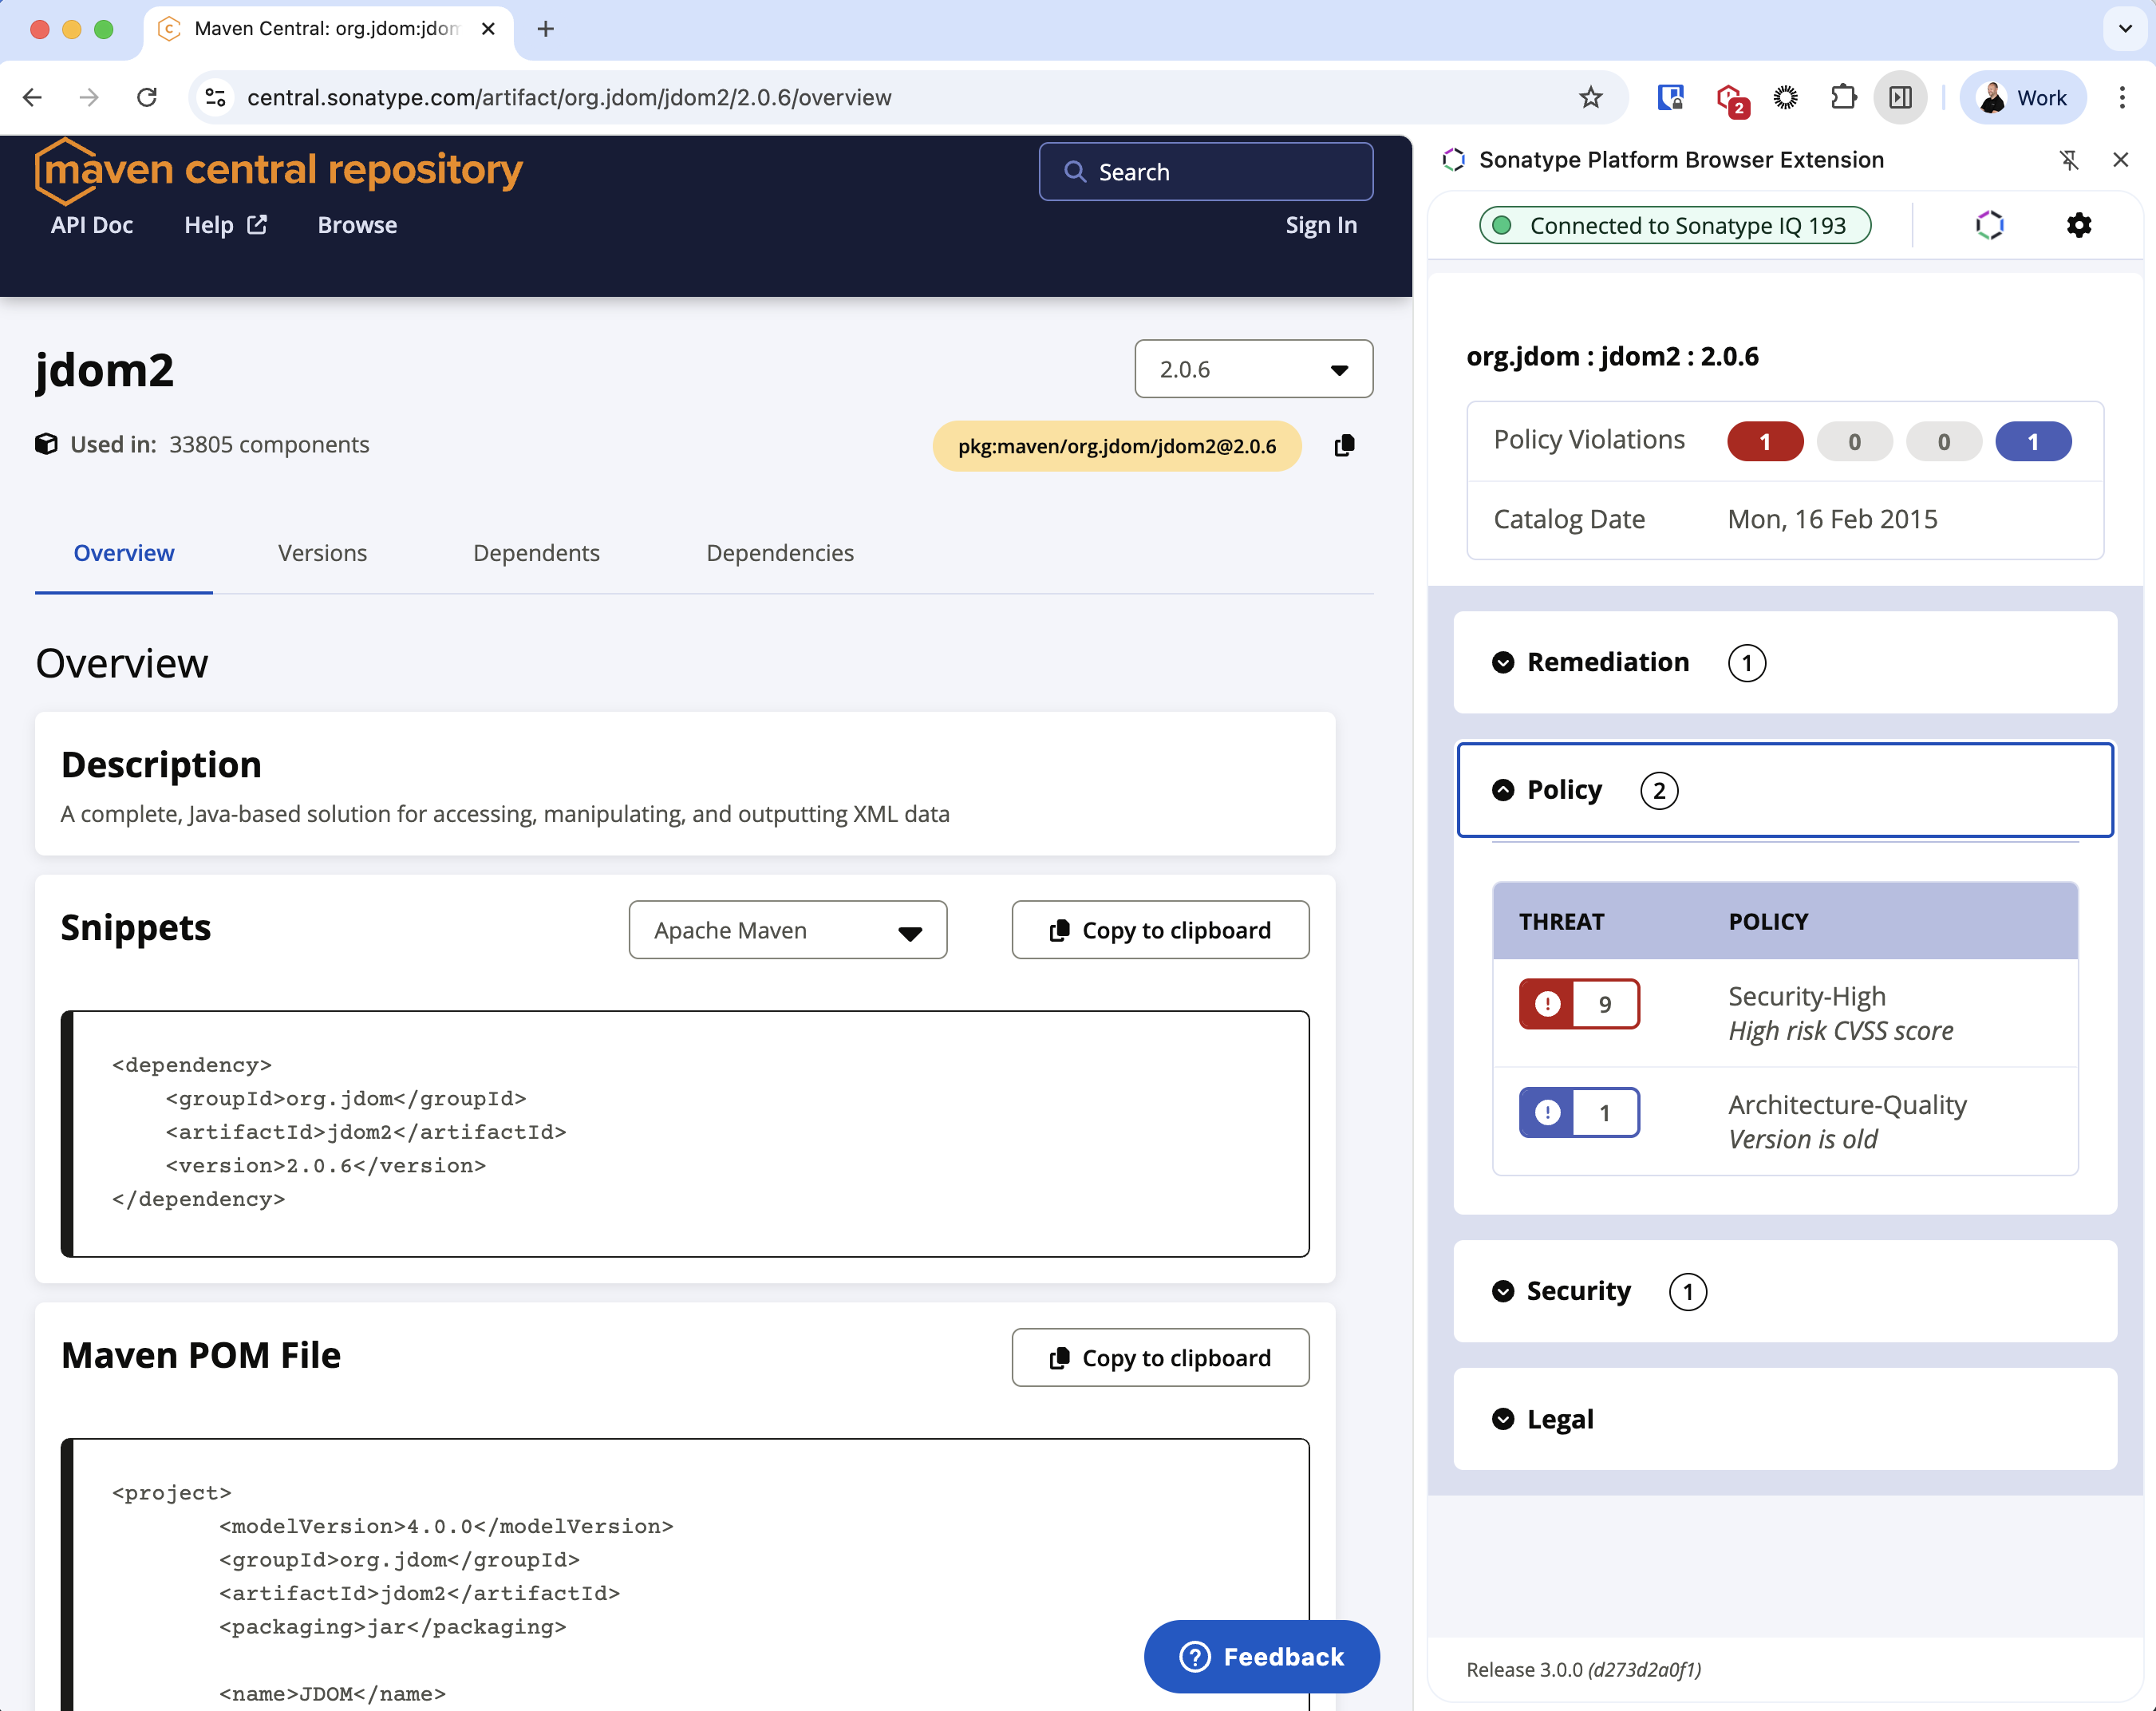 Maven Central: org.jdom:jdom
central.sonatype.com/artifact/org.jdom/jdom2/2.0.6/overview
2
Work
maven central repository
Search
API Doc
Help
Browse
Sign In
jdom2
2.0.6
Used in: 33805 components
pkg:maven/org.jdom/jdom2@2.0.6
Overview
Versions
Dependents
Dependencies
Overview
Description
A complete, Java-based solution for accessing, manipulating, and outputting XML data
Snippets
Apache Maven
Copy to clipboard
<dependency>
<groupId>org.jdom</groupId>
<artifactId>jdom2</artifactId>
<version>2.0.6</version>
</dependency>
Maven POM File
Copy to clipboard
<project>
<modelVersion>4.0.0</modelVersion>
<groupId>org.jdom</groupId>
<artifactId>jdom2</artifactId>
<packaging>jar</packaging>
<name>JDOM</name>
Feedback
Sonatype Platform Browser Extension
Connected to Sonatype IQ 193
org.jdom : jdom2 : 2.0.6
Policy Violations 1 0 0 1
Catalog Date Mon, 16 Feb 2015
Remediation 1
Policy 2
THREAT POLICY
9 Security-High
High risk CVSS score
1 Architecture-Quality
Version is old
Security 1
Legal
Release 3.0.0 (d273d2a0f1)